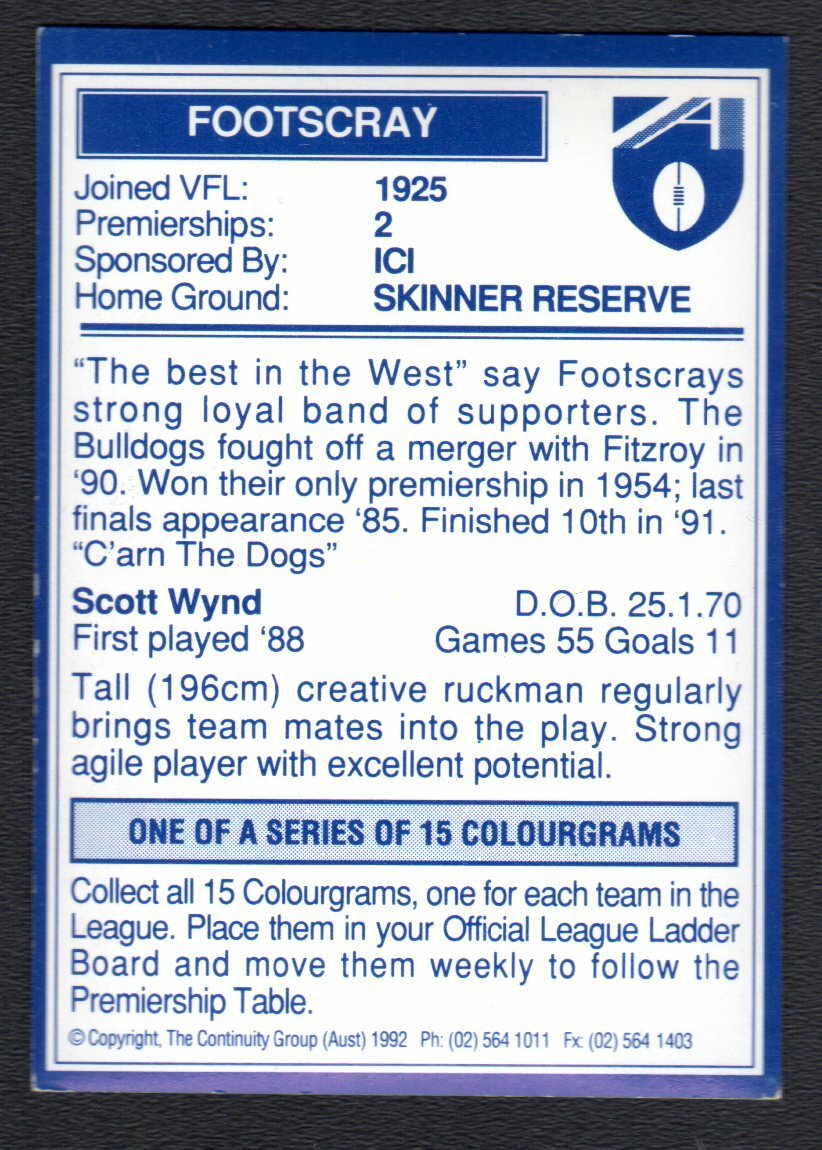 FOOTSCRAY
Joined VFL: 1925
Premierships: 2
Sponsored By: ICI
Home Ground: SKINNER RESERVE
“The best in the West” say Footscrays
strong loyal band of supporters. The
Bulldogs fought off a merger with Fitzroy in
‘90. Won their only premiership in 1954; last
finals appearance ‘85. Finished 10th in ‘91.
“C’arn The Dogs”
Scott Wynd D.O.B. 25.1.70
First played ‘88 Games 55 Goals 11
Tall (196cm) creative ruckman regularly
brings team mates into the play. Strong
agile player with excellent potential.
ONE OF A SERIES OF 15 COLOURGRAMS
Collect all 15 Colourgrams, one for each team in the
League. Place them in your Official League Ladder
Board and move them weekly to follow the
Premiership Table.
© Copyright, The Continuity Group (Aust) 1992 Ph: (02) 564 1011 Fx: (02) 564 1403